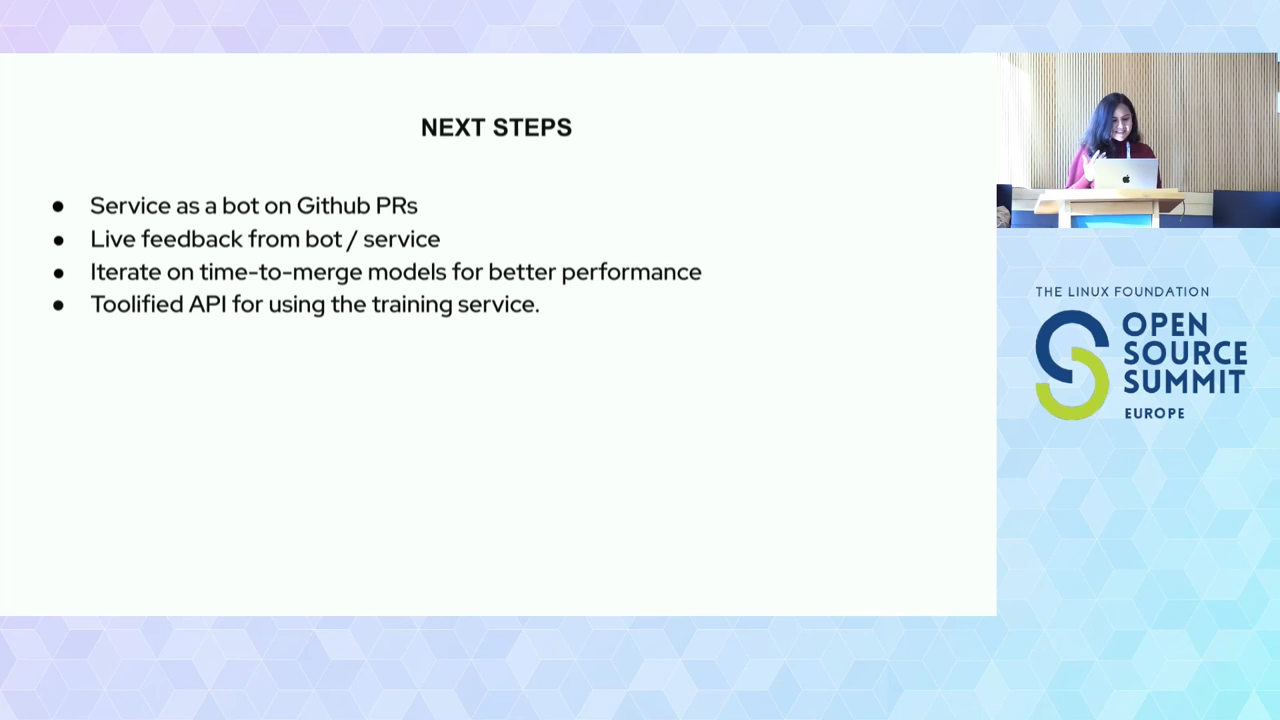 NEXT STEPS
● Service as a bot on Github PRs
● Live feedback from bot / service
● Iterate on time-to-merge models for better performance
● Toolified API for using the training service.
THE LINUX FOUNDATION
OPEN
SOURCE
SUMMIT
EUROPE